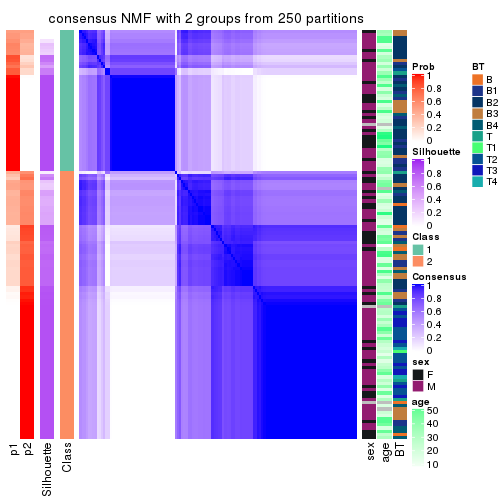 consensus NMF with 2 groups from 250 partitions
Prob
1
0.8
0.6
0.4
0.2
0
Silhouette
1
0.8
0.6
0.4
0.2
0
Class
1
2
Consensus
1
0.8
0.6
0.4
0.2
0
sex
F
M
age
50
40
30
20
10
BT
B
B1
B2
B3
B4
T
T1
T2
T3
T4
p1
p2
Silhouette
Class
sex
age
BT